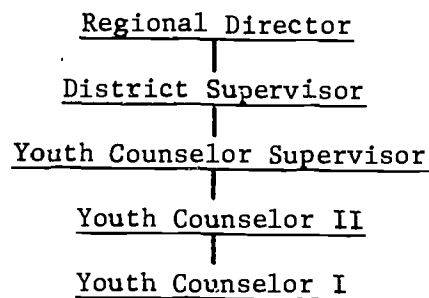 Regional Director
District Supervisor
Youth Counselor Supervisor
Youth Counselor II
Youth Counselor I